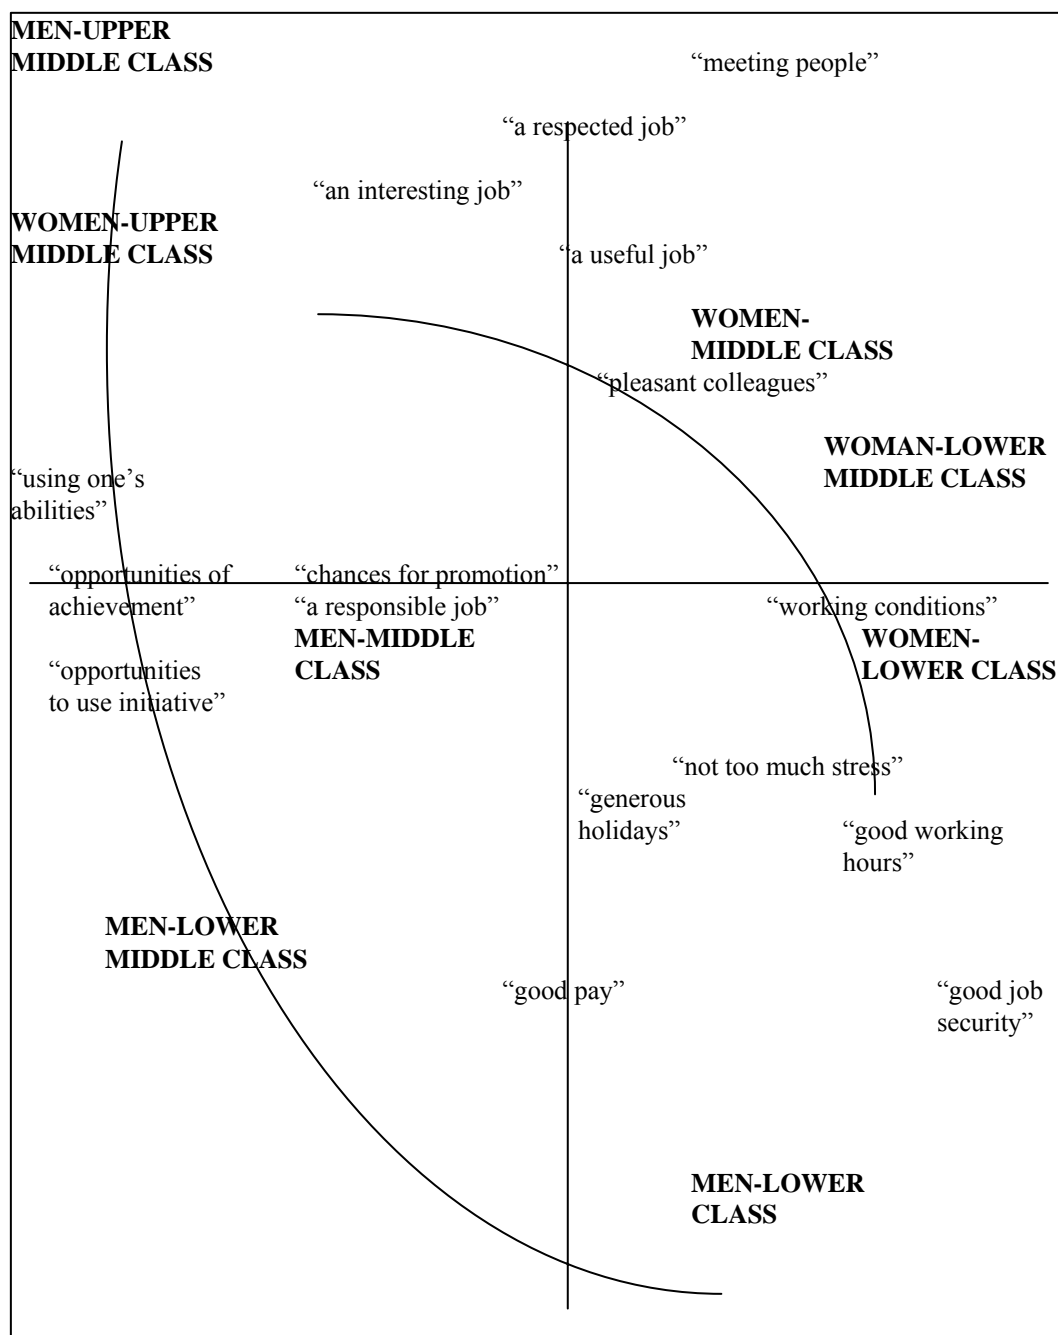 MEN-UPPER
MIDDLE CLASS
“meeting people”
“a respected job”
“an interesting job”
WOMEN-UPPER
MIDDLE CLASS
“a useful job”
WOMEN-
MIDDLE CLASS
“pleasant colleagues”
WOMAN-LOWER
MIDDLE CLASS
“using one’s
abilities”
“opportunities of
achievement”
“chances for promotion”
“a responsible job”
MEN-MIDDLE
CLASS
“working conditions”
WOMEN-
LOWER CLASS
“opportunities
to use initiative”
“not too much stress”
“generous
holidays”
“good working
hours”
MEN-LOWER
MIDDLE CLASS
“good pay”
“good job
security”
MEN-LOWER
CLASS